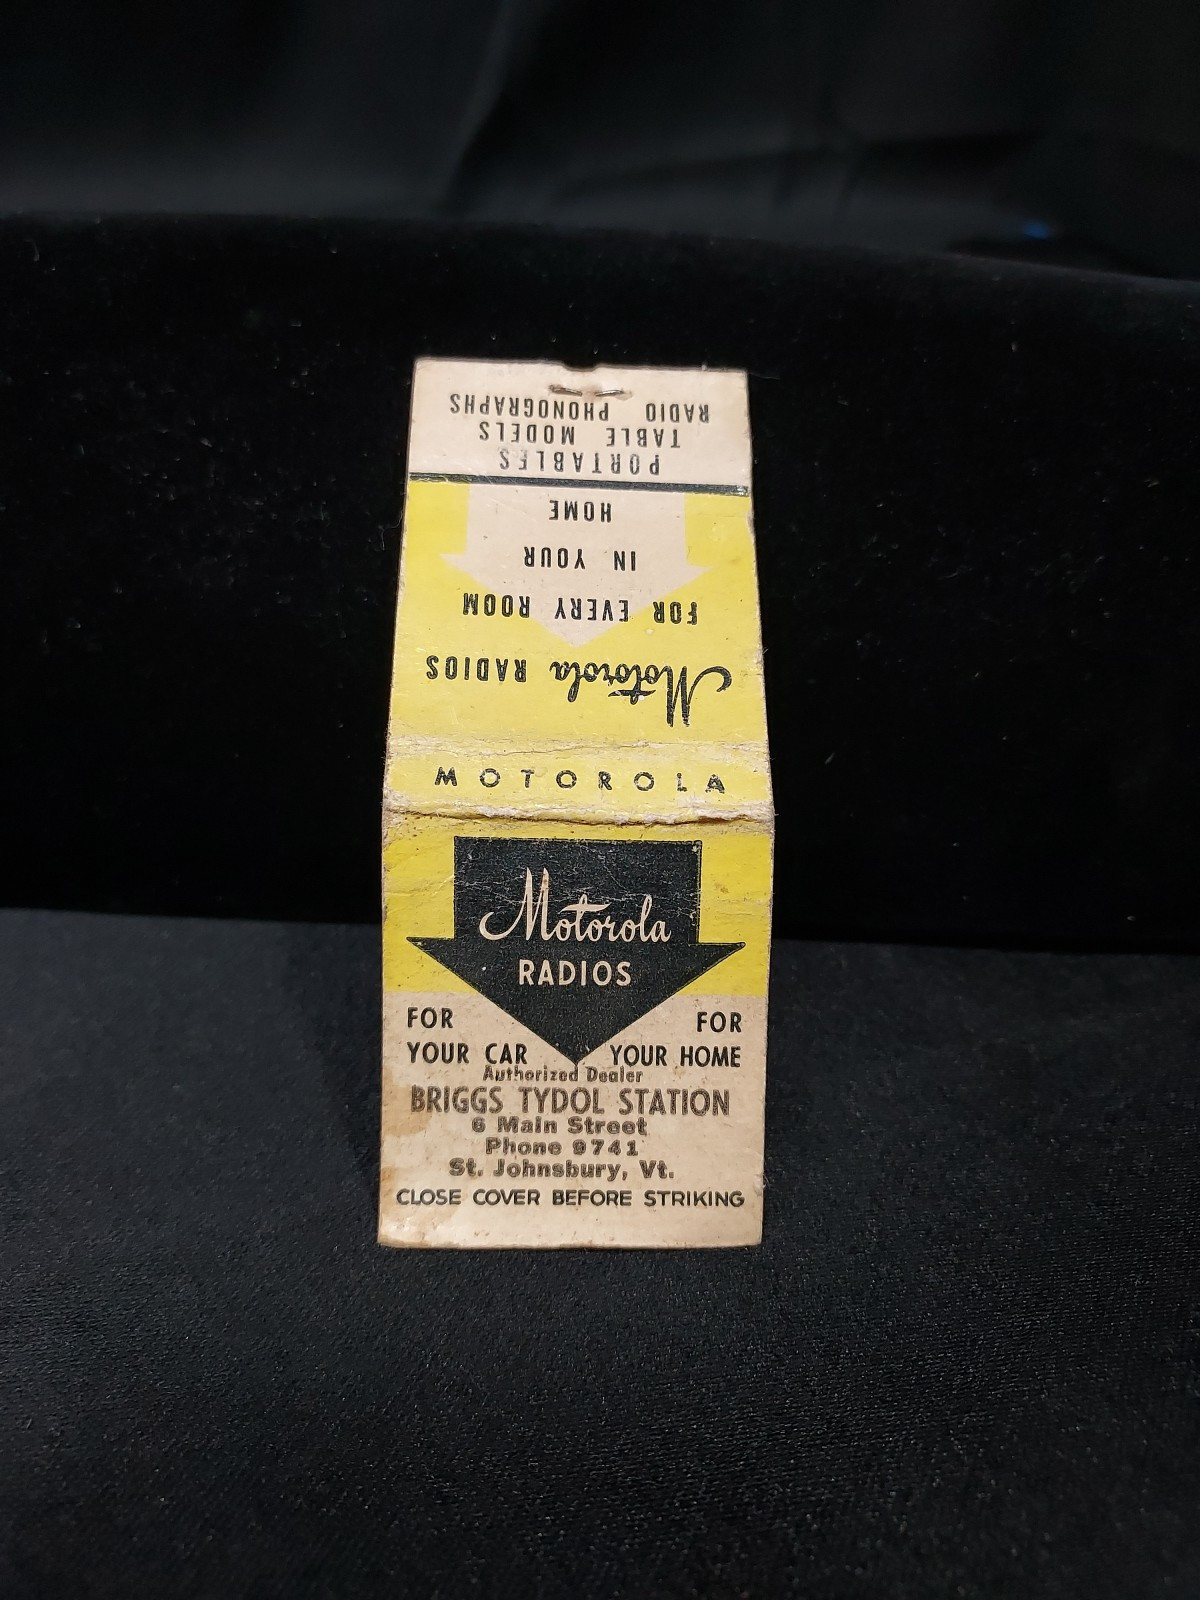 RADIO PHONOGRAPHS
TABLE MODELS
PORTABLES
HOME
IN YOUR
FOR EVERY ROOM
Motorola RADIOS
MOTOROLA
Motorola
RADIOS
FOR FOR
YOUR CAR YOUR HOME
Authorized Dealer
BRIGGS TYDOL STATION
6 Main Street
Phone 9741
St. Johnsbury, Vt.
CLOSE COVER BEFORE STRIKING